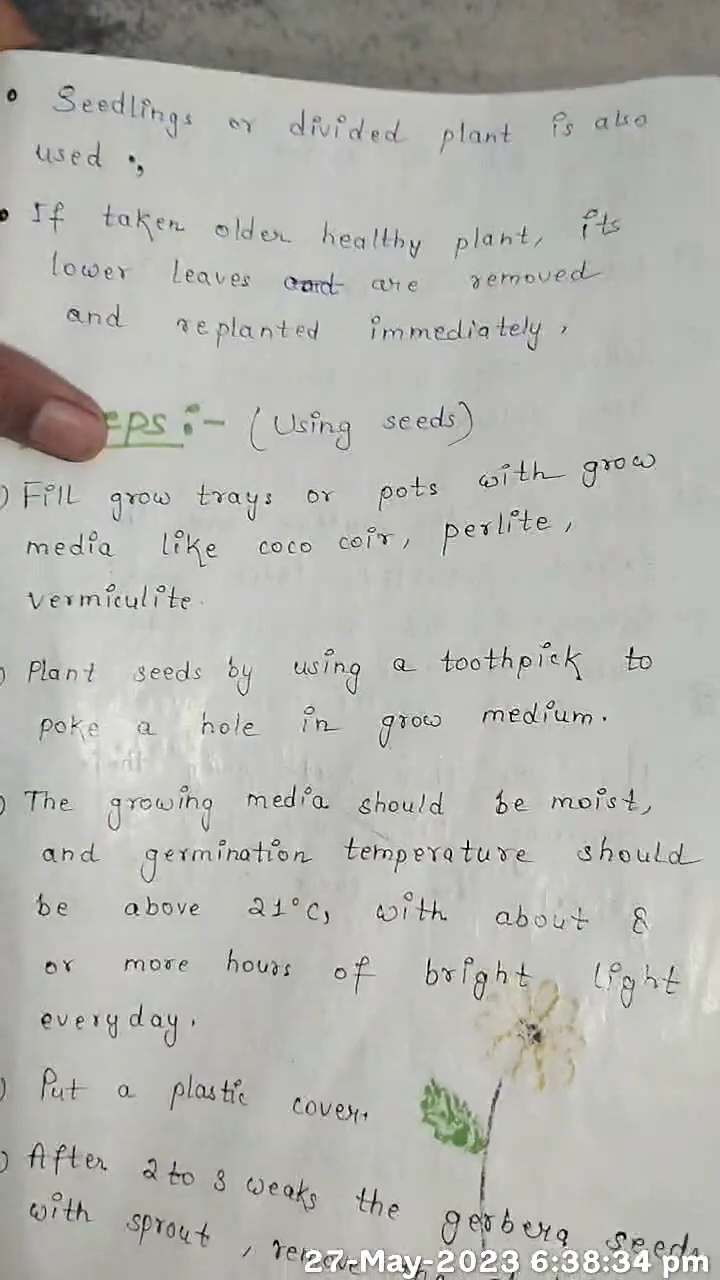 • Seedlings or divided plant is also
used .,
• If taken older healthy plant, its
lower leaves are removed
and replanted immediately,
eps:- (Using seeds)
) Fill grow trays or pots with grow
media like coco coir, perlite,
vermiculite.
) Plant seeds by using a toothpick to
poke a hole in grow medium.
) The growing media should be moist,
and germination temperature should
be above 21°C, with about 8
or more hours of bright light
everyday.
) Put a plastic cover.
) After 2 to 3 weaks the gerbera seeds
with sprout, remove
27-May-2023 6:38:34 pm